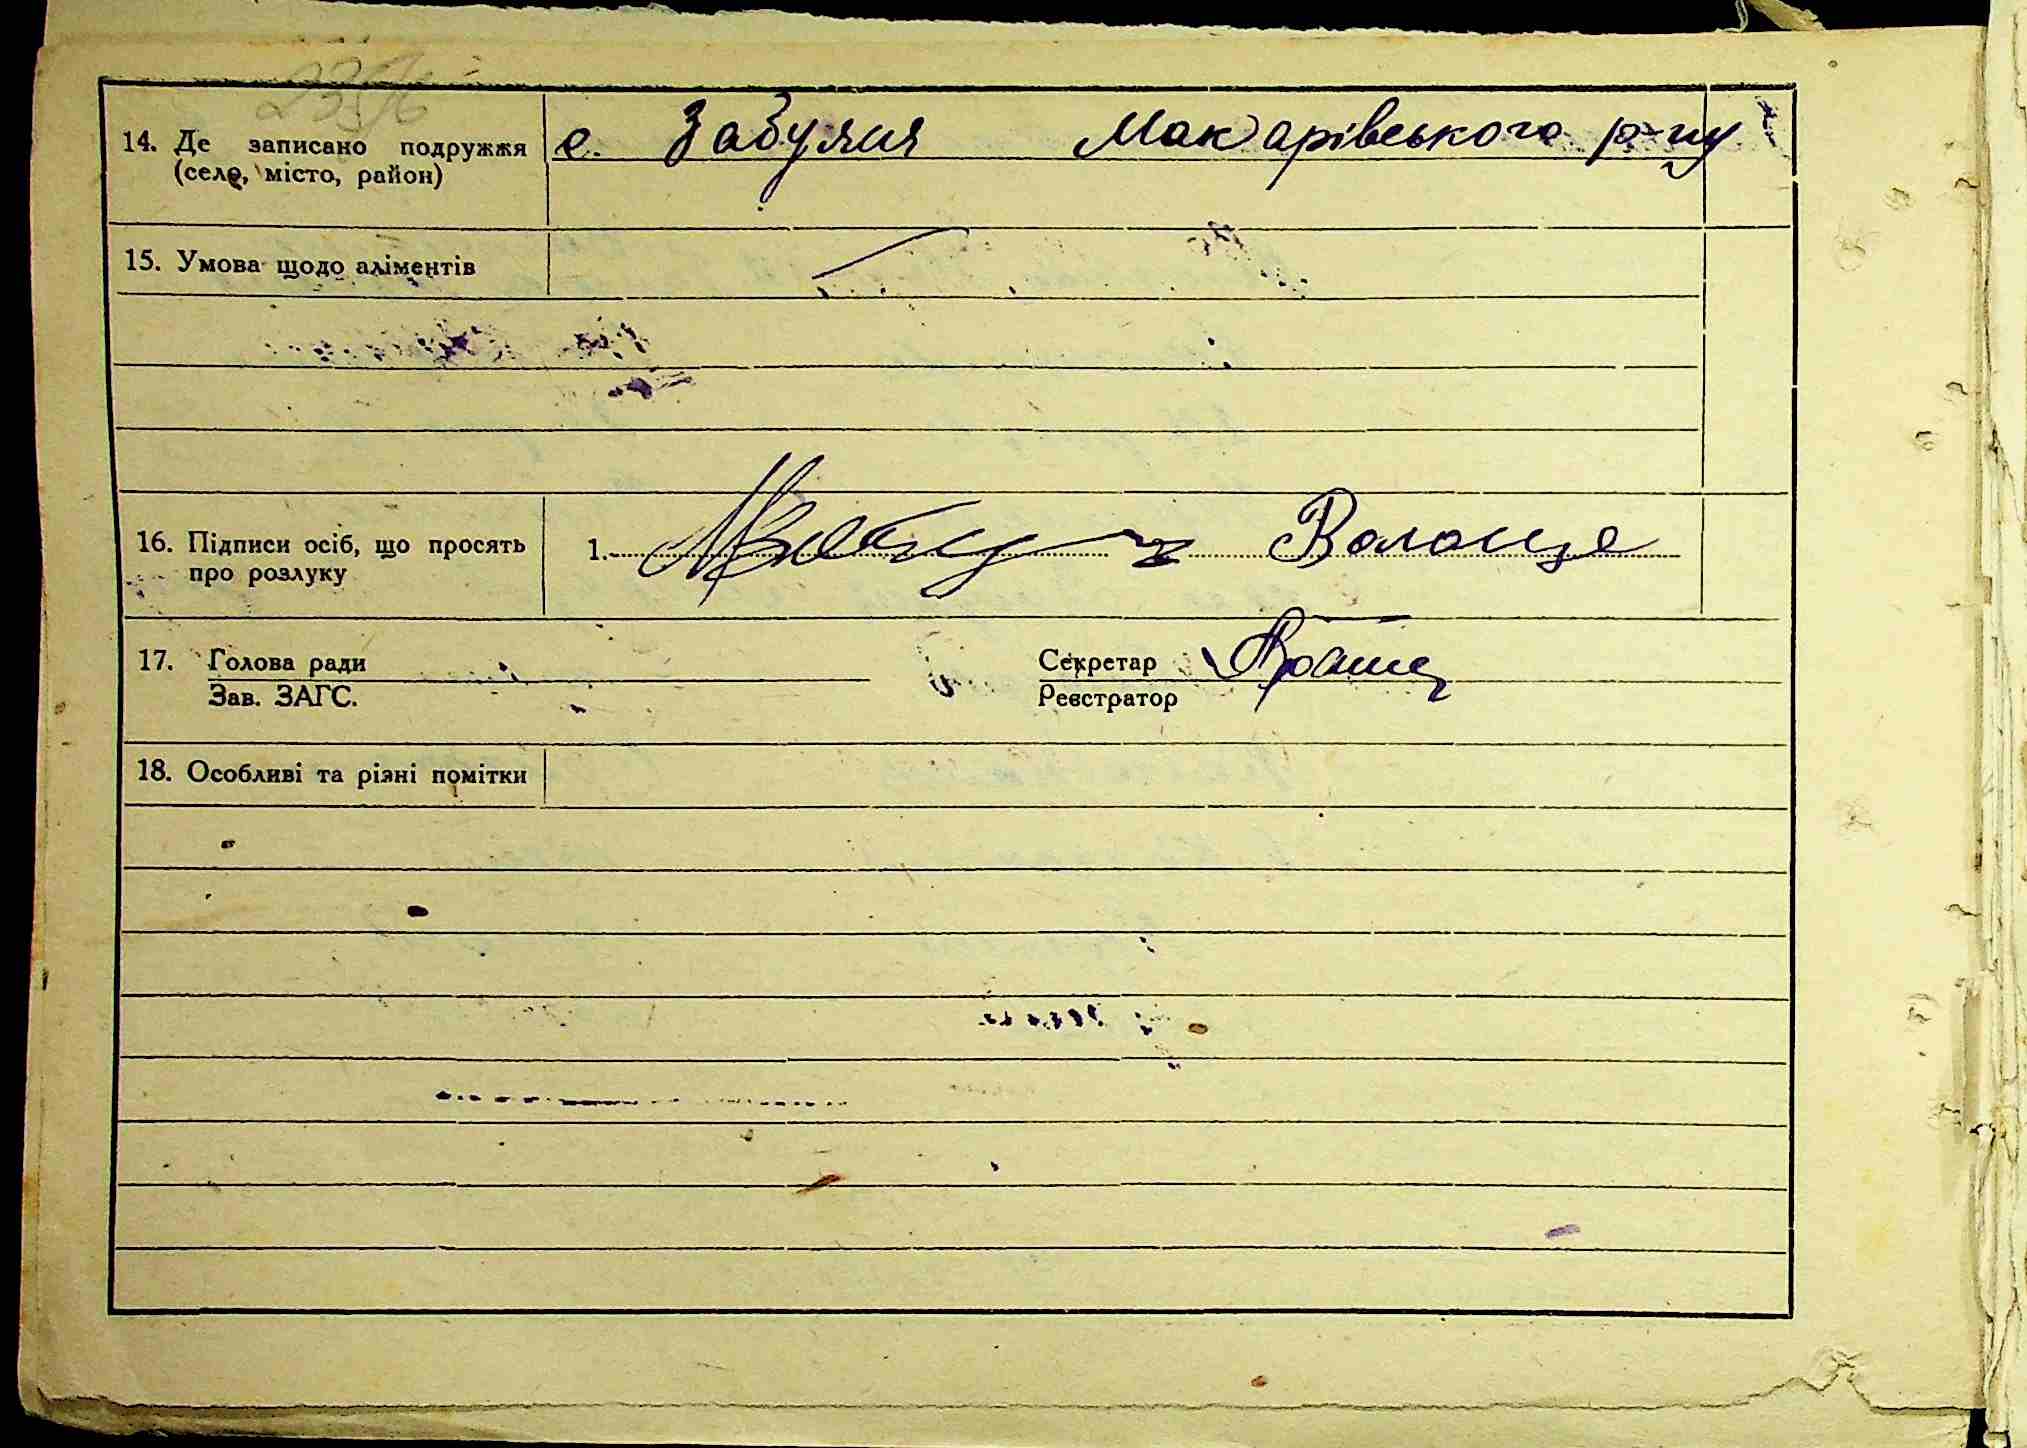 14. Де записано подружжя с. Забуяня Макарівського р-ну
(село, місто, район)
15. Умова щодо аліментів
16. Підписи осіб, що просять 1.
про розлуку
17. Голова ради Секретар
Зав. ЗАГС. Реєстратор
18. Особливі та різні помітки